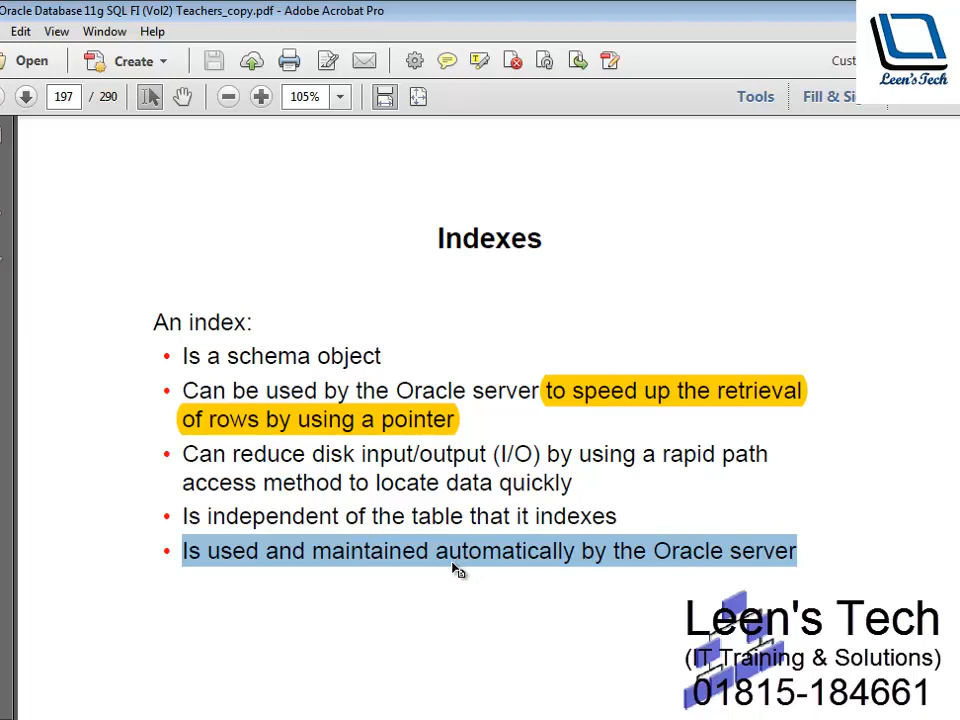 Oracle Database 11g SQL FI (Vol2) Teachers_copy.pdf - Adobe Acrobat Pro
Edit View Window Help
Open Create Cust
197 / 290 105% Tools Fill & Si
Leen'sTech
Indexes
An index:
• Is a schema object
• Can be used by the Oracle server to speed up the retrieval
of rows by using a pointer
• Can reduce disk input/output (I/O) by using a rapid path
access method to locate data quickly
• Is independent of the table that it indexes
• Is used and maintained automatically by the Oracle server
Leen's Tech
(IT Training & Solutions)
01815-184661